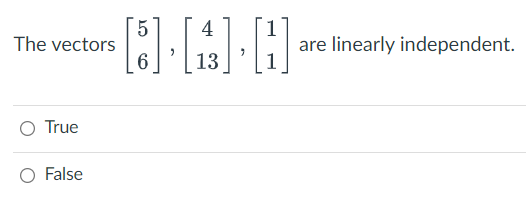 The vectors [5 6], [4 13], [1 1] are linearly independent.
True
False